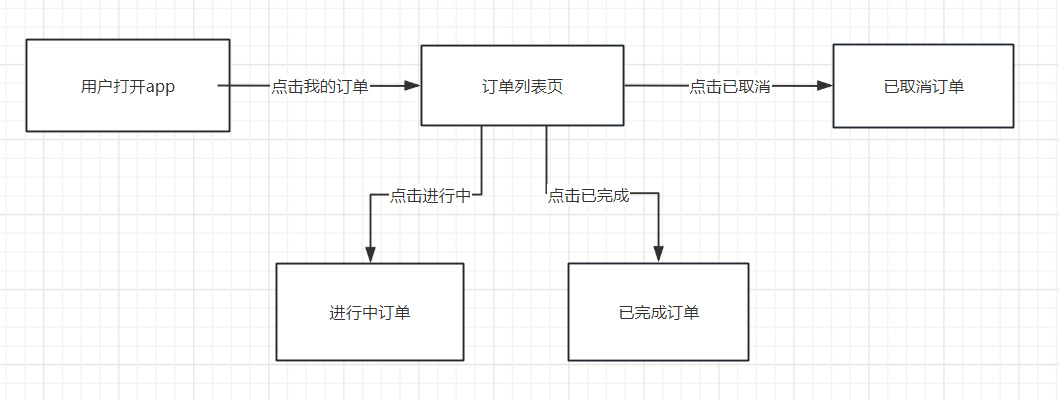 用户打开app
点击我的订单
订单列表页
点击已取消
已取消订单
点击进行中
点击已完成
进行中订单
已完成订单